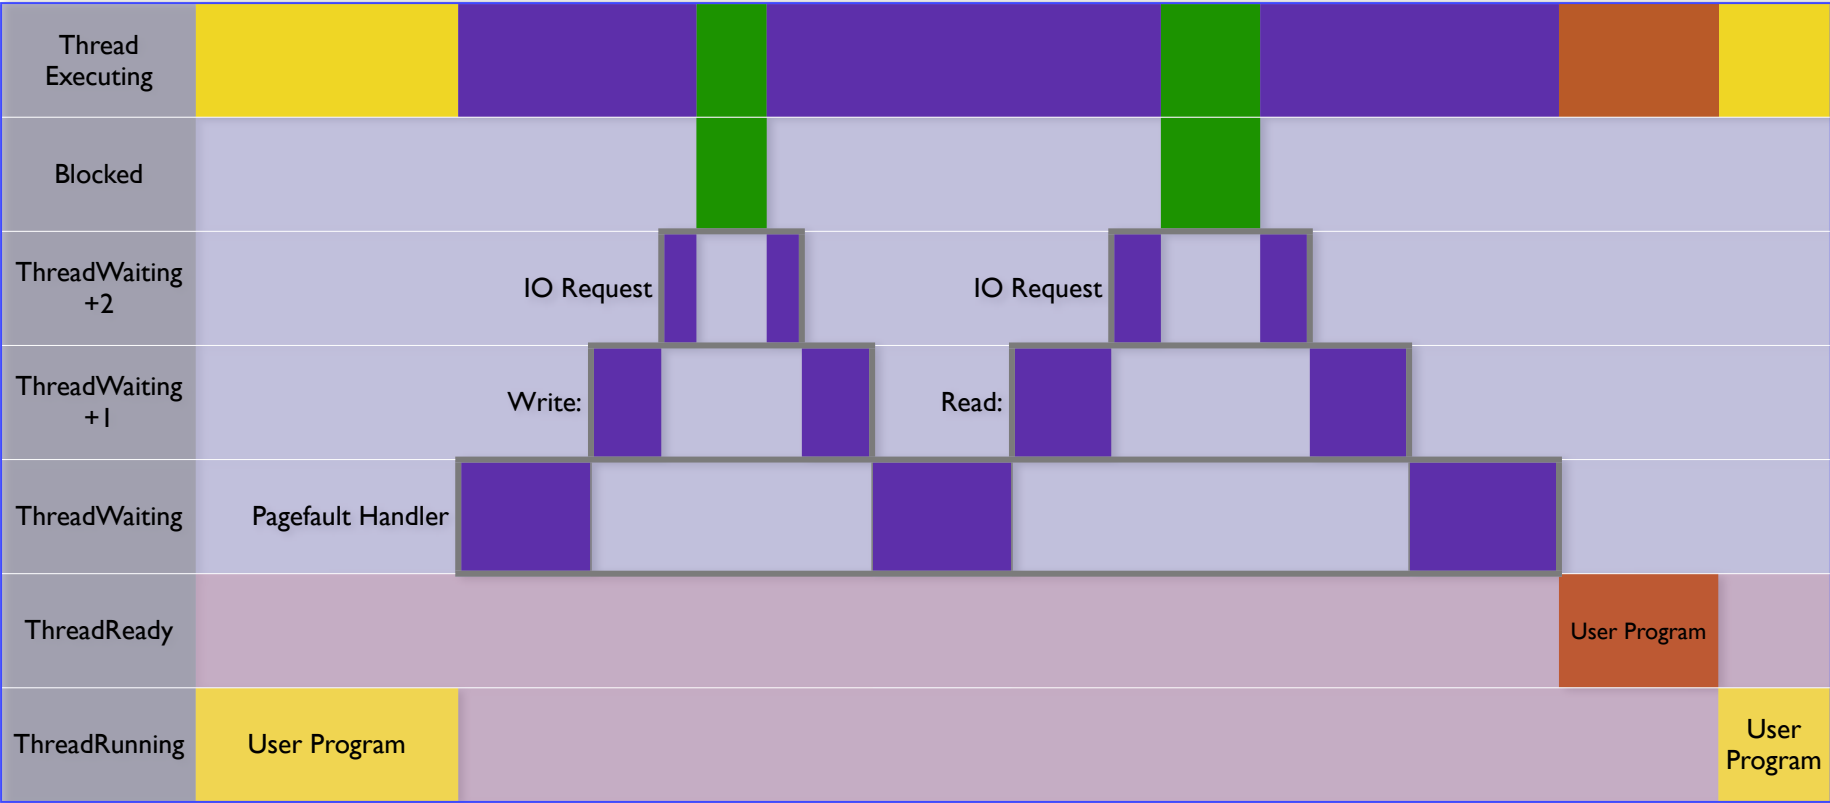 Thread
Executing
Blocked
ThreadWaiting
+2
IO Request
IO Request
ThreadWaiting
+1
Write:
Read:
ThreadWaiting
Pagefault Handler
ThreadReady
User Program
ThreadRunning
User Program
User
Program